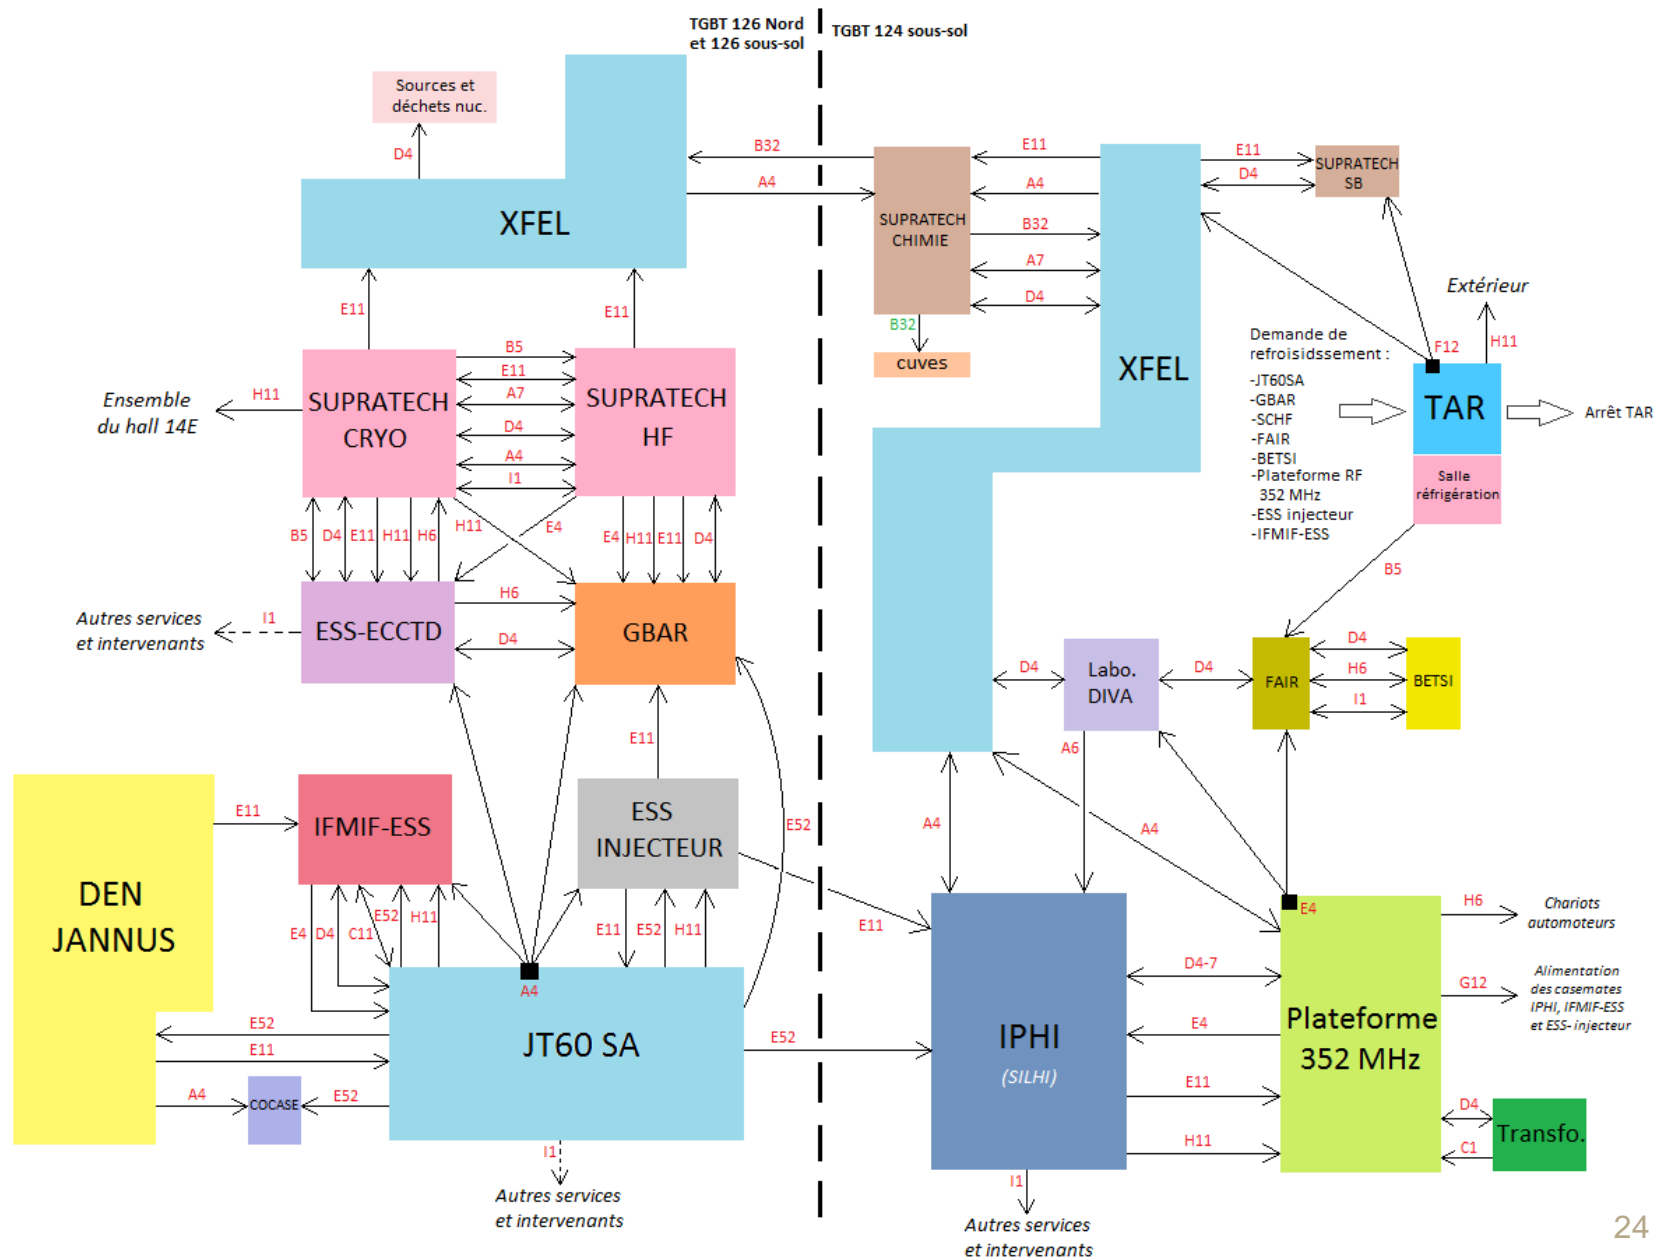 TGBT 126 Nord
et 126 sous-sol
TGBT 124 sous-sol
Sources et
déchets nuc.
D4
XFEL
B32
A4
SUPRATECH
CHIMIE
E11
A4
B32
A7
D4
B32
cuves
XFEL
E11
D4
SUPRATECH
SB
Extérieur
H11
F12
TAR
Arrêt TAR
Salle
réfrigération
Demande de
refroisidssement :
-JT60SA
-GBAR
-SCHF
-FAIR
-BETSI
-Plateforme RF
352 MHz
-ESS injecteur
-IFMIF-ESS
B5
E11
E11
Ensemble
du hall 14E
H11
SUPRATECH
CRYO
B5
E11
A7
D4
A4
I1
SUPRATECH
HF
B5
D4
E11
H11
H6
H11
E4
E4
H11
E11
D4
Autres services
et intervenants
I1
ESS-ECCTD
H6
D4
GBAR
E11
E52
D4
Labo.
DIVA
D4
FAIR
D4
H6
I1
BETSI
A6
A4
A4
DEN
JANNUS
E11
IFMIF-ESS
ESS
INJECTEUR
E4
D4
C11
E52
H11
E11
E52
H11
E11
A4
JT60 SA
E52
E11
A4
COCASE
E52
E52
I1
Autres services
et intervenants
IPHI
(SILHI)
D4-7
E4
E11
H11
I1
Autres services
et intervenants
E4
Plateforme
352 MHz
H6
Chariots
automoteurs
G12
Alimentation
des casemates
IPHI, IFMIF-ESS
et ESS- injecteur
D4
C1
Transfo.
24